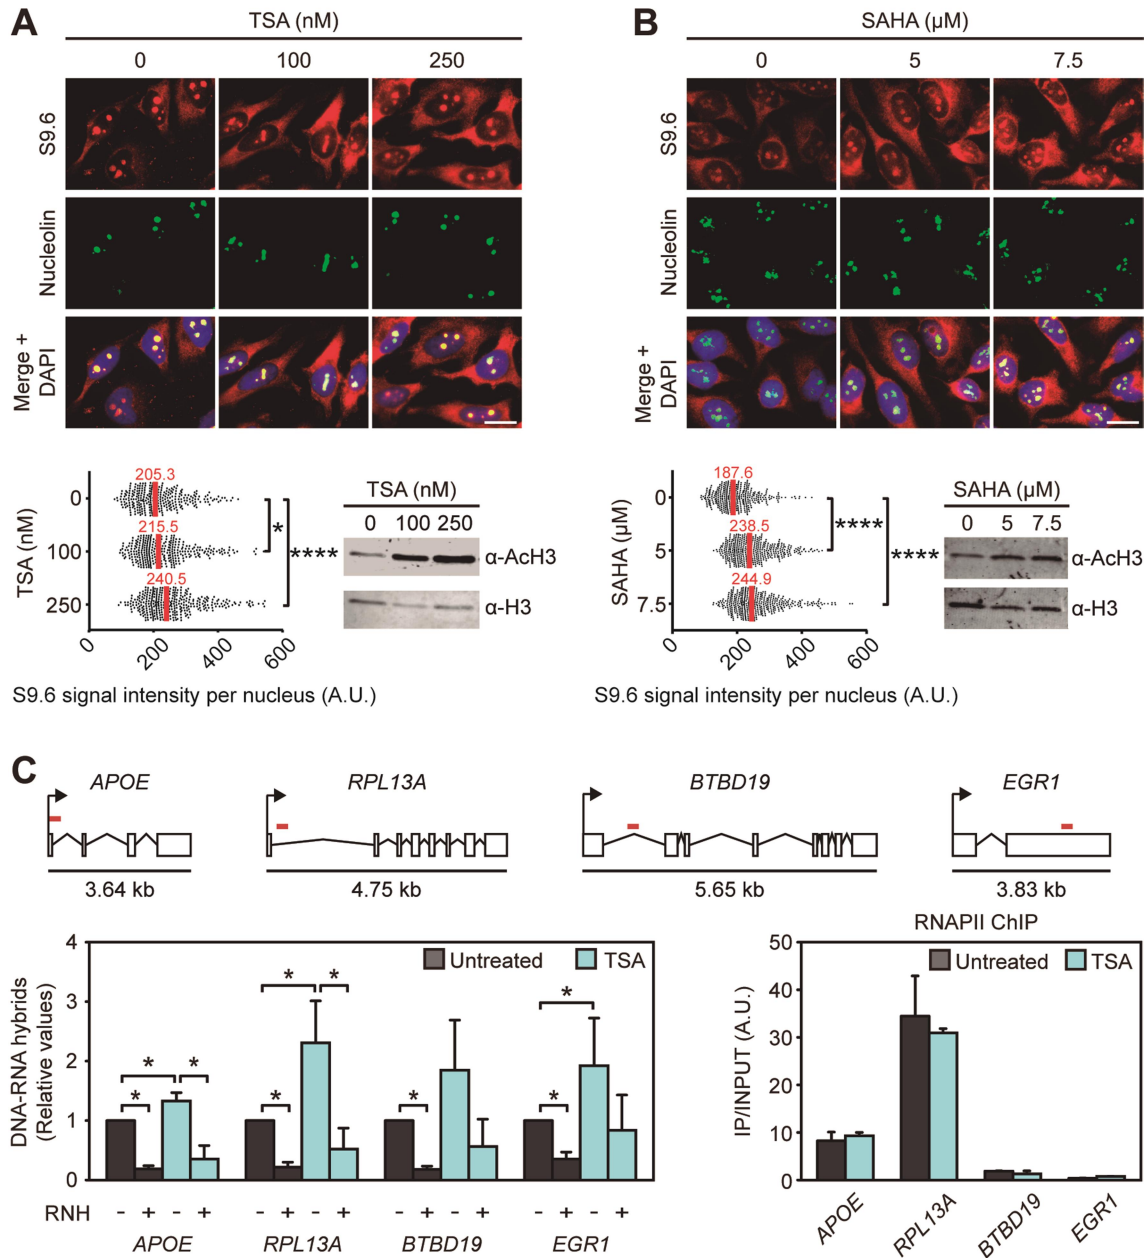 A
TSA (nM)
0 100 250
S9.6
Nucleolin
Merge +
DAPI
205.3
215.5
240.5
0
100
250
TSA (nM)
0 200 400 600
S9.6 signal intensity per nucleus (A.U.)
*
****
TSA (nM)
0 100 250
α-AcH3
α-H3
B
SAHA (µM)
0 5 7.5
S9.6
Nucleolin
Merge +
DAPI
187.6
238.5
244.9
0
5
7.5
SAHA (µM)
0 200 400 600
S9.6 signal intensity per nucleus (A.U.)
****
****
SAHA (µM)
0 5 7.5
α-AcH3
α-H3
C
APOE RPL13A BTBD19 EGR1
3.64 kb 4.75 kb 5.65 kb 3.83 kb
DNA-RNA hybrids
(Relative values)
4
3
2
1
0
Untreated TSA
* * *
* * *
* * *
RNH - + - + - + - + - + - + - + - +
APOE RPL13A BTBD19 EGR1
RNAPII ChIP
IP/INPUT (A.U.)
50
40
30
20
10
0
Untreated TSA
APOE RPL13A BTBD19 EGR1